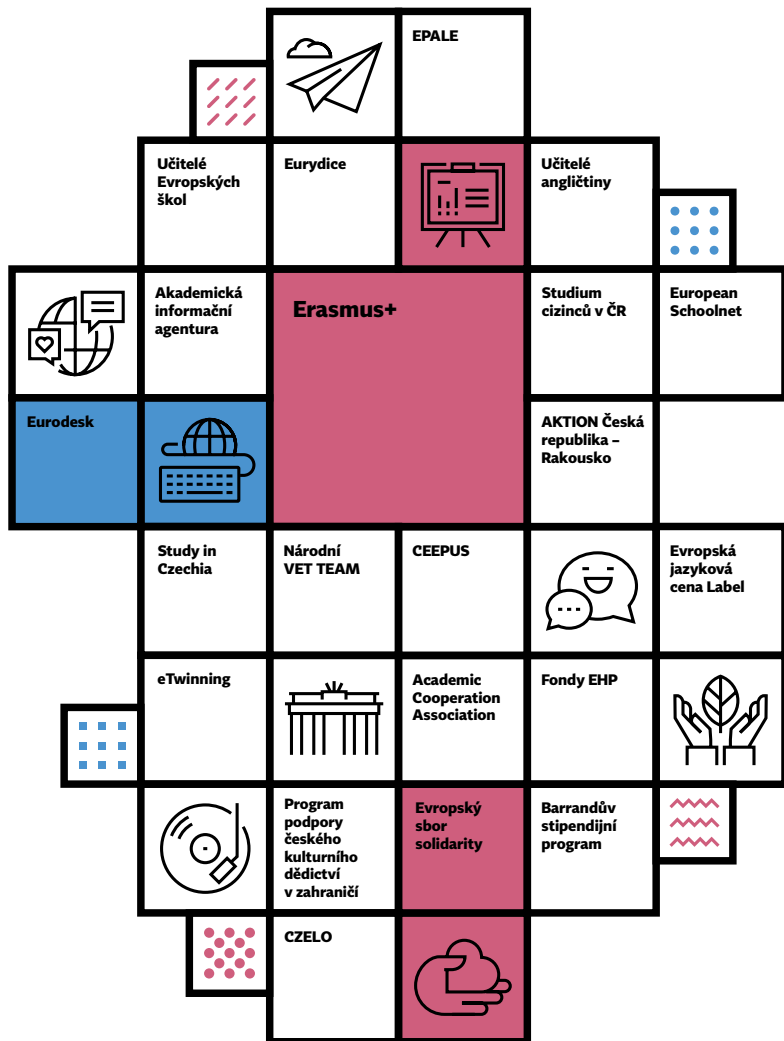 EPALE
Učitelé
Evropských
škol
Eurydice
Učitelé
angličtiny
Akademická
informační
agentura
Erasmus+
Studium
cizinců v ČR
European
Schoolnet
Eurodesk
AKTION Česká
republika –
Rakousko
Study in
Czechia
Národní
VET TEAM
CEEPUS
Evropská
jazyková
cena Label
eTwinning
Academic
Cooperation
Association
Fondy EHP
Program
podpory
českého
kulturního
dědictví
v zahraničí
Evropský
sbor
solidarity
Barrandův
stipendijní
program
CZELO